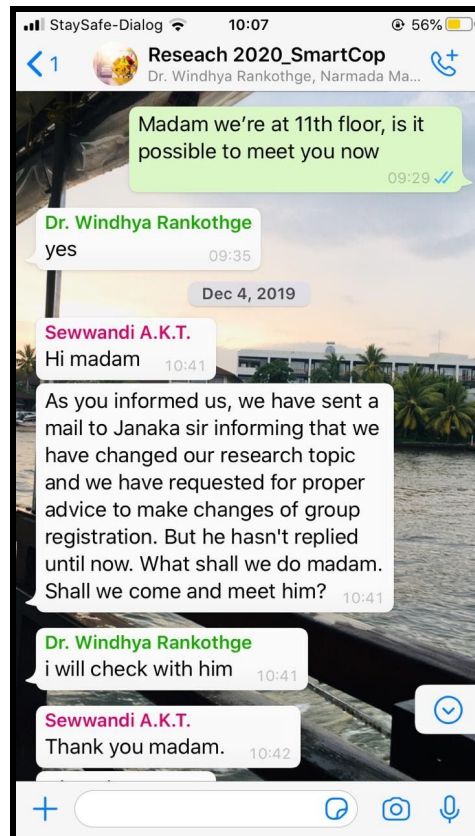 StaySafe-Dialog 10:07 56%
1 Reseach 2020_SmartCop
Dr. Windhya Rankothge, Narmada Ma...
Madam we're at 11th floor, is it
possible to meet you now
09:29
Dr. Windhya Rankothge
yes 09:35
Dec 4, 2019
Sewwandi A.K.T.
Hi madam 10:41
As you informed us, we have sent a
mail to Janaka sir informing that we
have changed our research topic
and we have requested for proper
advice to make changes of group
registration. But he hasn't replied
until now. What shall we do madam.
Shall we come and meet him? 10:41
Dr. Windhya Rankothge
i will check with him 10:41
Sewwandi A.K.T.
Thank you madam. 10:42